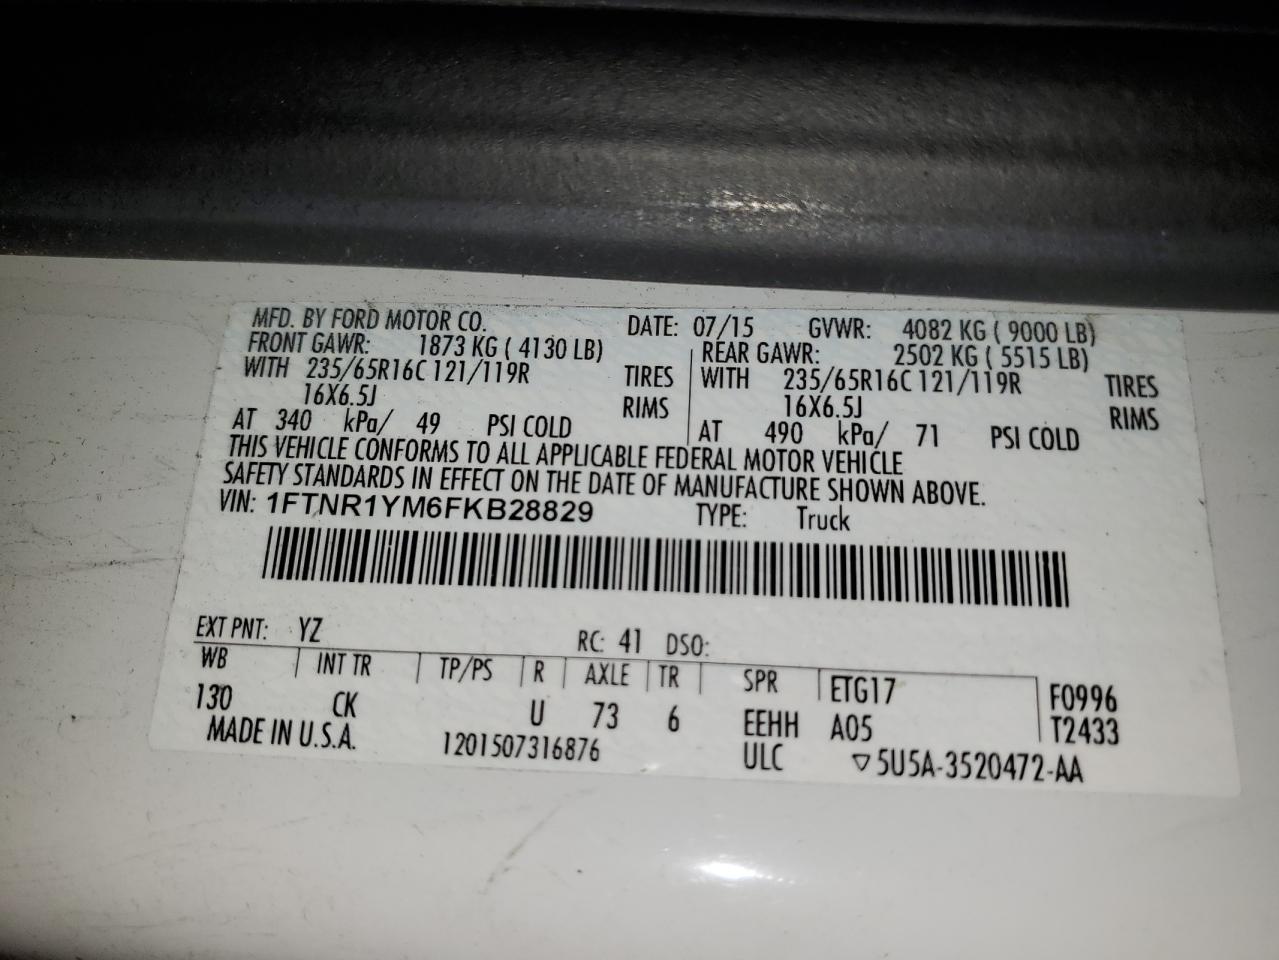 MFD. BY FORD MOTOR CO. DATE: 07/15 GVWR: 4082 KG ( 9000 LB)
FRONT GAWR: 1873 KG ( 4130 LB) REAR GAWR: 2502 KG ( 5515 LB)
WITH 235/65R16C 121/119R TIRES WITH 235/65R16C 121/119R TIRES
16X6.5J RIMS 16X6.5J RIMS
AT 340 kPa/ 49 PSI COLD AT 490 kPa/ 71 PSI COLD
THIS VEHICLE CONFORMS TO ALL APPLICABLE FEDERAL MOTOR VEHICLE
SAFETY STANDARDS IN EFFECT ON THE DATE OF MANUFACTURE SHOWN ABOVE.
VIN: 1FTNR1YM6FKB28829 TYPE: Truck
EXT PNT: YZ RC: 41 DSO:
WB INT TR TP/PS R AXLE TR SPR ETG17 F0996
130 CK U 73 6 EEHH A05 T2433
MADE IN U.S.A. 1201507316876 ULC ▽5U5A-3520472-AA